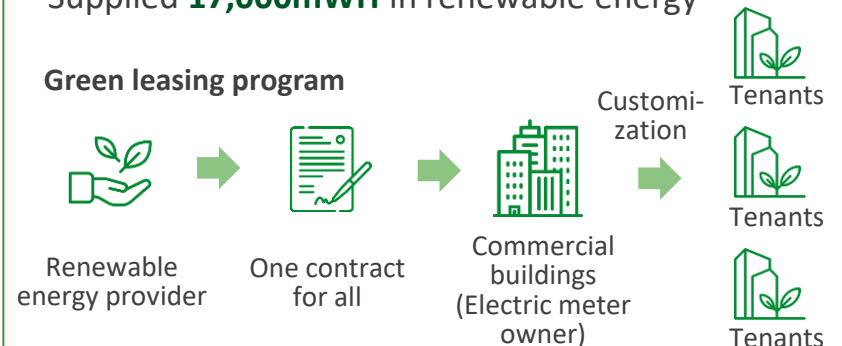 Supplied 17,000mWH in renewable energy
Green leasing program
Renewable
energy provider
One contract
for all
Commercial
buildings
(Electric meter
owner)
Customi-
zation
Tenants
Tenants
Tenants